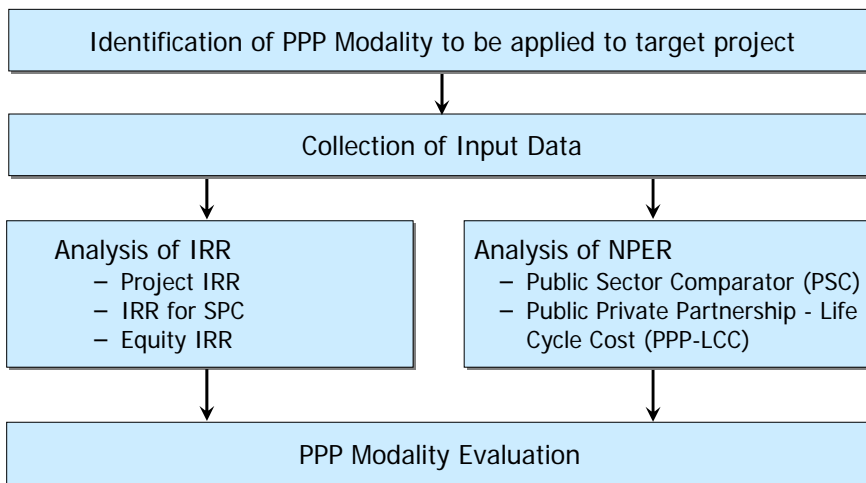 Identification of PPP Modality to be applied to target project
Collection of Input Data
Analysis of IRR
– Project IRR
– IRR for SPC
– Equity IRR
Analysis of NPER
– Public Sector Comparator (PSC)
– Public Private Partnership - Life
Cycle Cost (PPP-LCC)
PPP Modality Evaluation